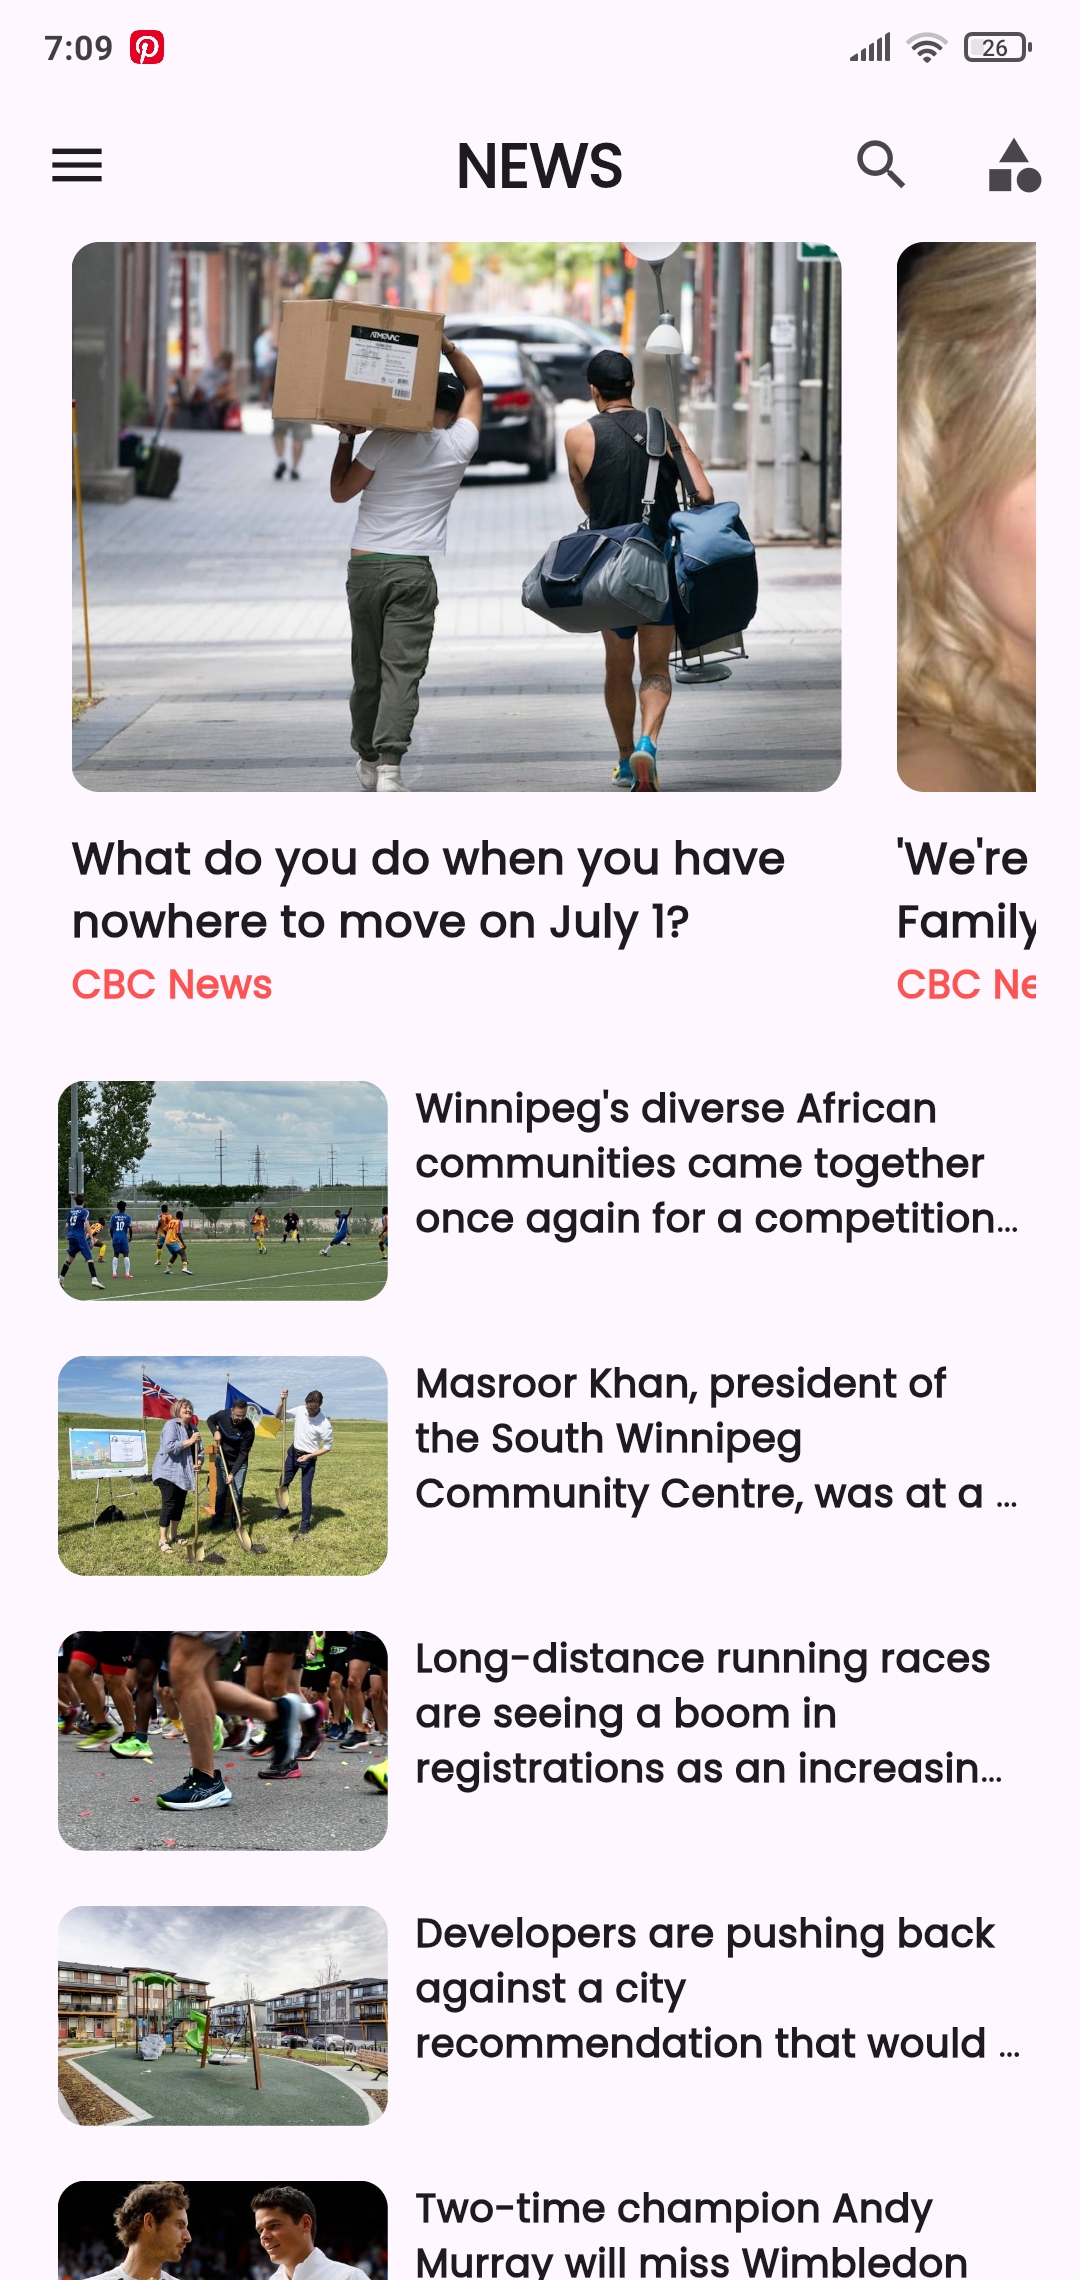 7:09
26
NEWS
ATMOVAC
What do you do when you have
nowhere to move on July 1?
CBC News
'We're
Family
CBC Ne
Winnipeg's diverse African
communities came together
once again for a competition...
Masroor Khan, president of
the South Winnipeg
Community Centre, was at a ...
Long-distance running races
are seeing a boom in
registrations as an increasin...
Developers are pushing back
against a city
recommendation that would ...
Two-time champion Andy
Murray will miss Wimbledon